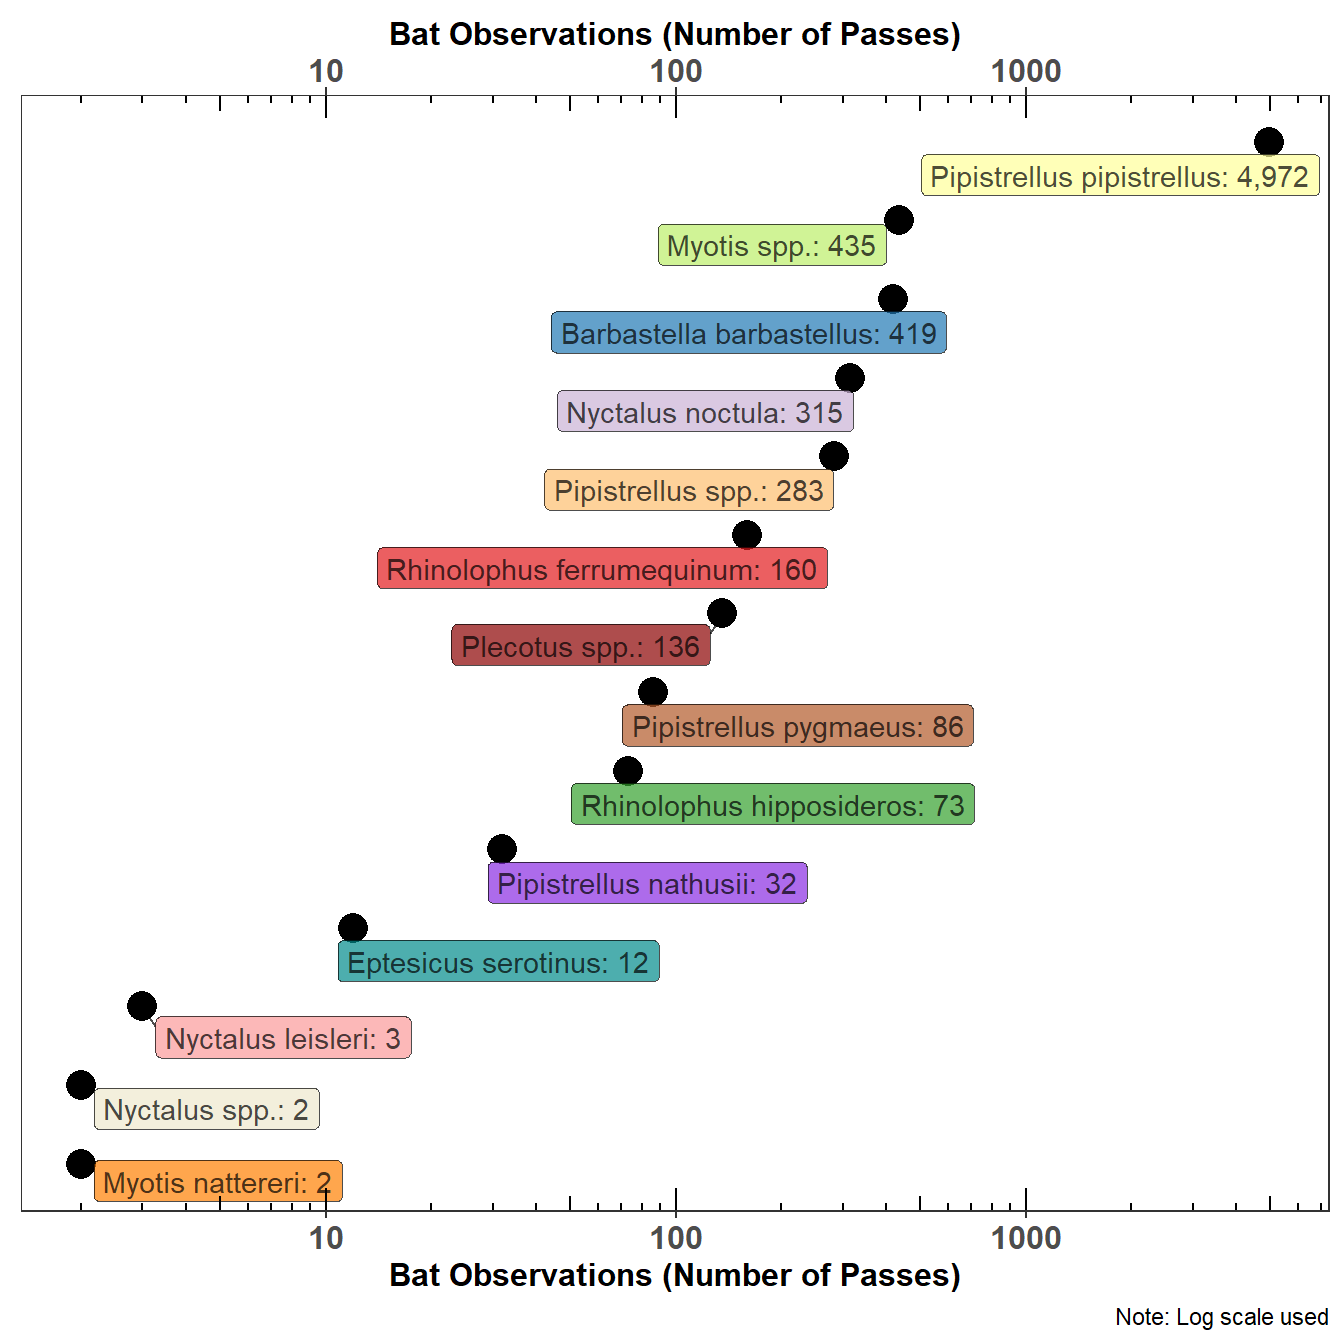 Bat Observations (Number of Passes)
10 100 1000
Pipistrellus pipistrellus: 4,972
Myotis spp.: 435
Barbastella barbastellus: 419
Nyctalus noctula: 315
Pipistrellus spp.: 283
Rhinolophus ferrumequinum: 160
Plecotus spp.: 136
Pipistrellus pygmaeus: 86
Rhinolophus hipposideros: 73
Pipistrellus nathusii: 32
Eptesicus serotinus: 12
Nyctalus leisleri: 3
Nyctalus spp.: 2
Myotis nattereri: 2
10 100 1000
Bat Observations (Number of Passes)
Note: Log scale used